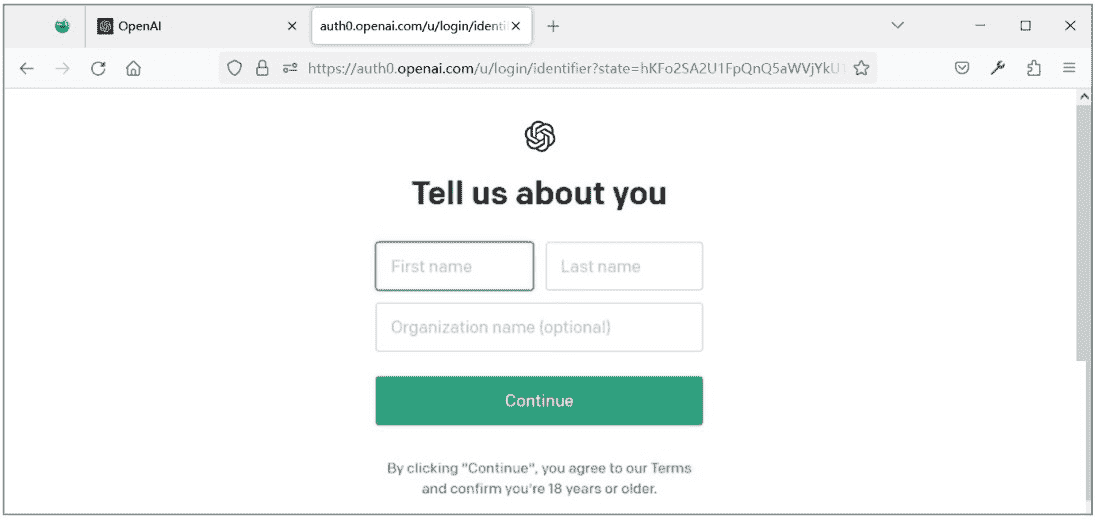 OpenAI
auth0.openai.com/u/login/identi
https://auth0.openai.com/u/login/identifier?state=hKFo2SA2U1FpQnQ5aWVjYkU1
Tell us about you
First name Last name
Organization name (optional)
Continue
By clicking "Continue", you agree to our Terms
and confirm you're 18 years or older.